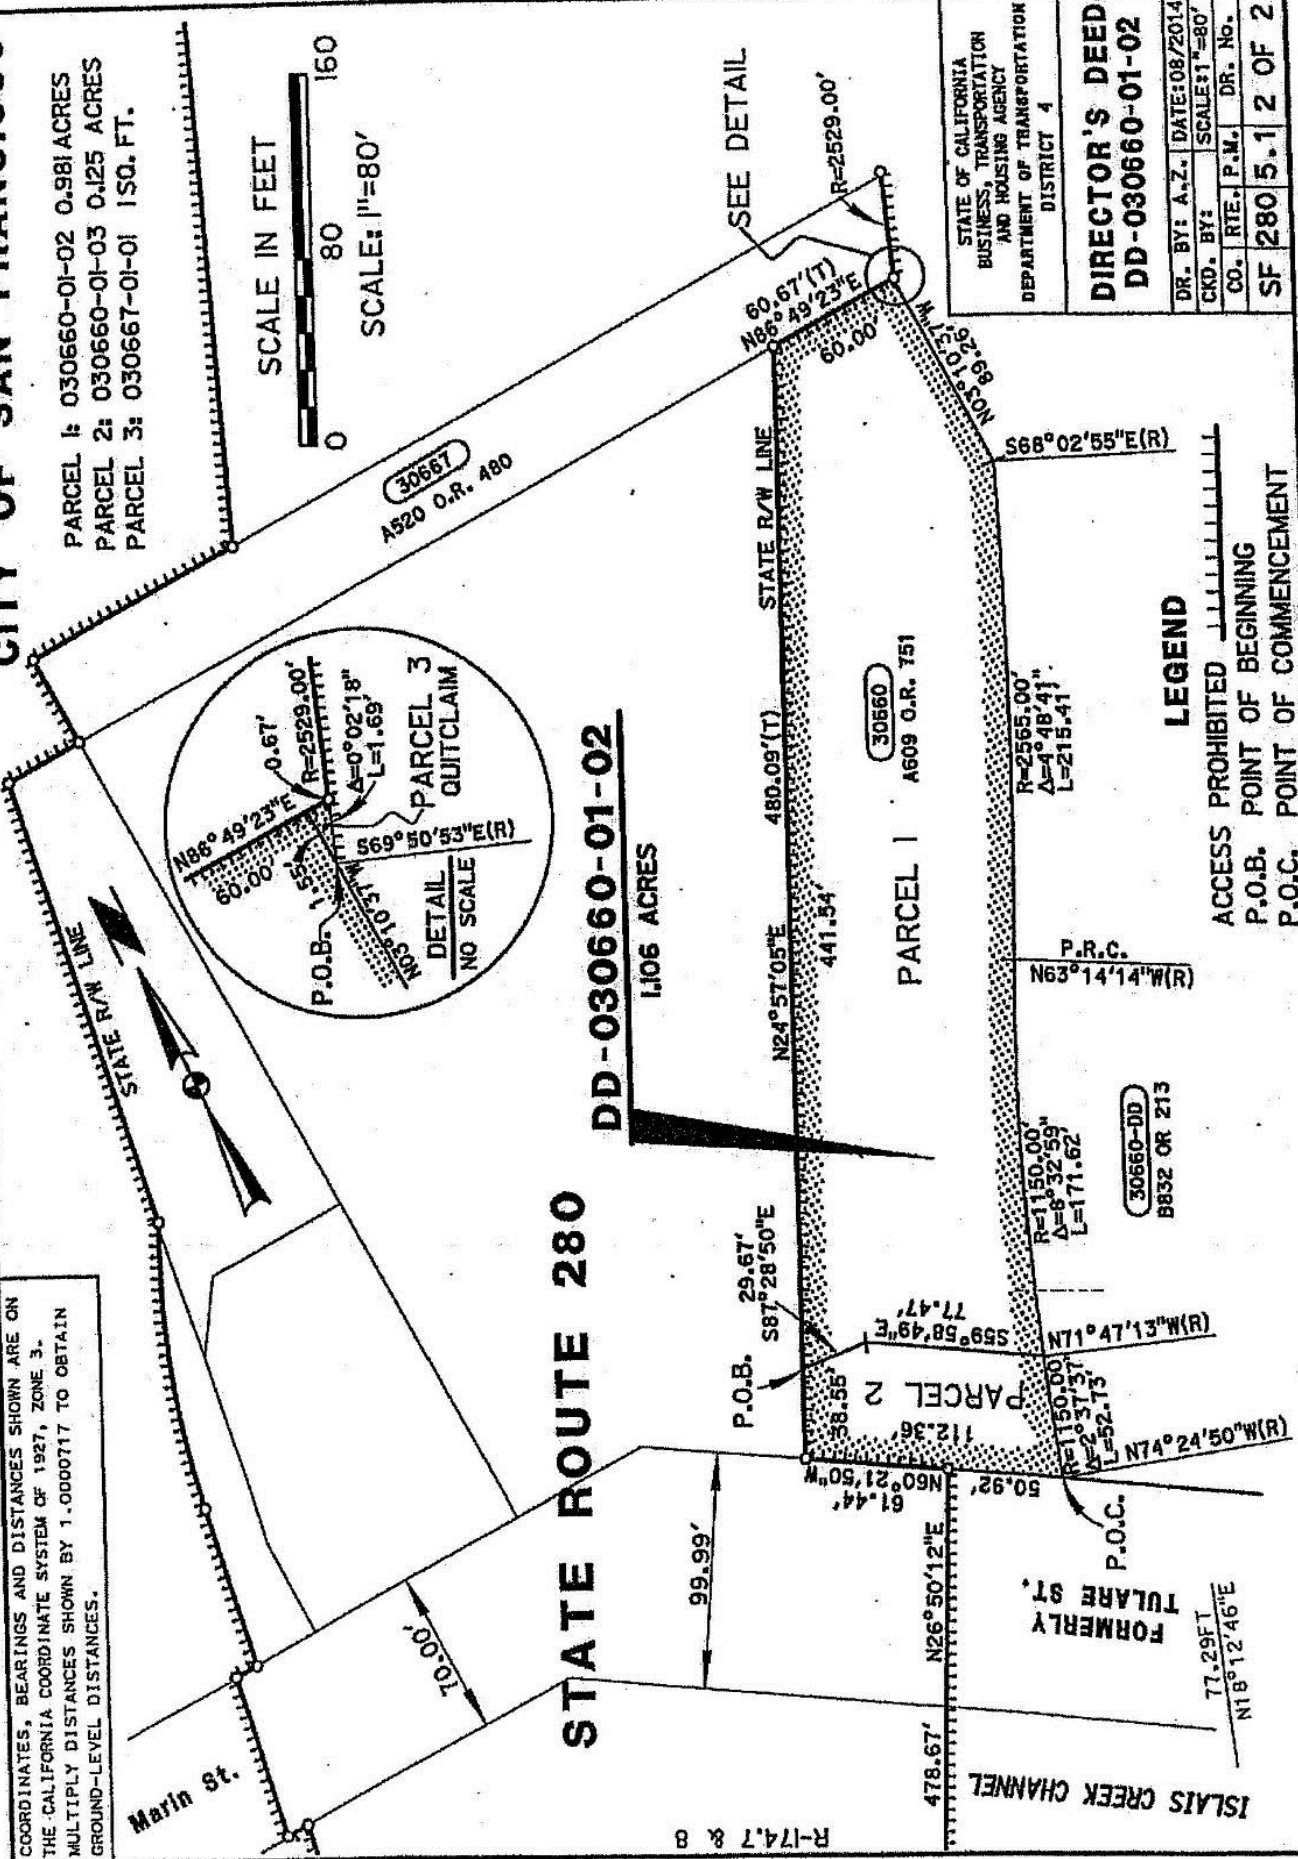 COORDINATES, BEARINGS AND DISTANCES SHOWN ARE ON
THE CALIFORNIA COORDINATE SYSTEM OF 1927, ZONE 3.
MULTIPLY DISTANCES SHOWN BY 1.0000717 TO OBTAIN
GROUND-LEVEL DISTANCES.
CITY OF SAN
PARCEL 1: 030660-01-02 0.981 ACRES
PARCEL 2: 030660-01-03 0.125 ACRES
PARCEL 3: 030667-01-01 1SQ. FT.
SCALE IN FEET
0 80 160
SCALE: 1"=80'
STATE R/W LINE
Marin St.
70.00'
99.99'
STATE ROUTE 280
30667
A520 O.R. 480
N86°49'23"E
60.00'
0.67'
R=2529.00'
Δ=0°02'18"
L=1.69'
PARCEL 3
QUITCLAIM
S69°50'53"E(R)
1.55'
P.O.B.
N03°10'37"W
DETAIL
NO SCALE
DD-030660-01-02
1.106 ACRES
SEE DETAIL
R=2529.00'
60.67'(T)
N86°49'23"E
60.00'
N03°10'37"W
89.26'
S68°02'55"E(R)
STATE R/W LINE
480.09'(T)
N24°57'05"E
441.54'
30660
A609 O.R. 751
PARCEL 1
R=2565.00'
Δ=4°48'41"
L=215.41'
P.R.C.
N63°14'14"W(R)
R=1150.00'
Δ=8°32'59"
L=171.62'
30660-DD
B832 OR 213
P.O.B.
29.67'
S87°28'50"E
S59°58'49"E
77.47'
38.55'
PARCEL 2
112.36'
N60°21'50"W
61.44'
50.92'
N71°47'13"W(R)
R=1150.00'
Δ=2°37'37"
L=52.73'
N74°24'50"W(R)
P.O.C.
N26°50'12"E
478.67'
FORMERLY
TULARE ST.
77.29FT
N18°12'46"E
ISLAIS CREEK CHANNEL
R-174.7 & 8
LEGEND
ACCESS PROHIBITED
P.O.B. POINT OF BEGINNING
P.O.C. POINT OF COMMENCEMENT
STATE OF CALIFORNIA
BUSINESS, TRANSPORTATION
AND HOUSING AGENCY
DEPARTMENT OF TRANSPORTATION
DISTRICT 4
DIRECTOR'S DEED
DD-030660-01-02
DR. BY: A.Z. DATE:08/2014
CKD. BY: SCALE:1"=80'
CO. RTE. P.M. DR. No.
SF 280 5.1 2 OF 2